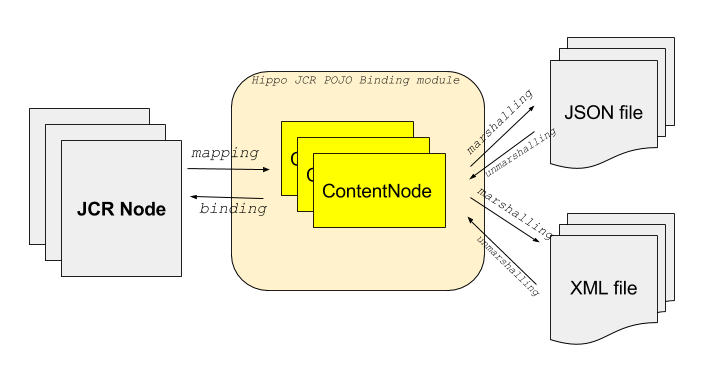 Hippo JCR POJO Binding module
JCR Node
mapping
binding
C
C
ContentNode
marshalling
unmarshalling
JSON file
marshalling
unmarshalling
XML file